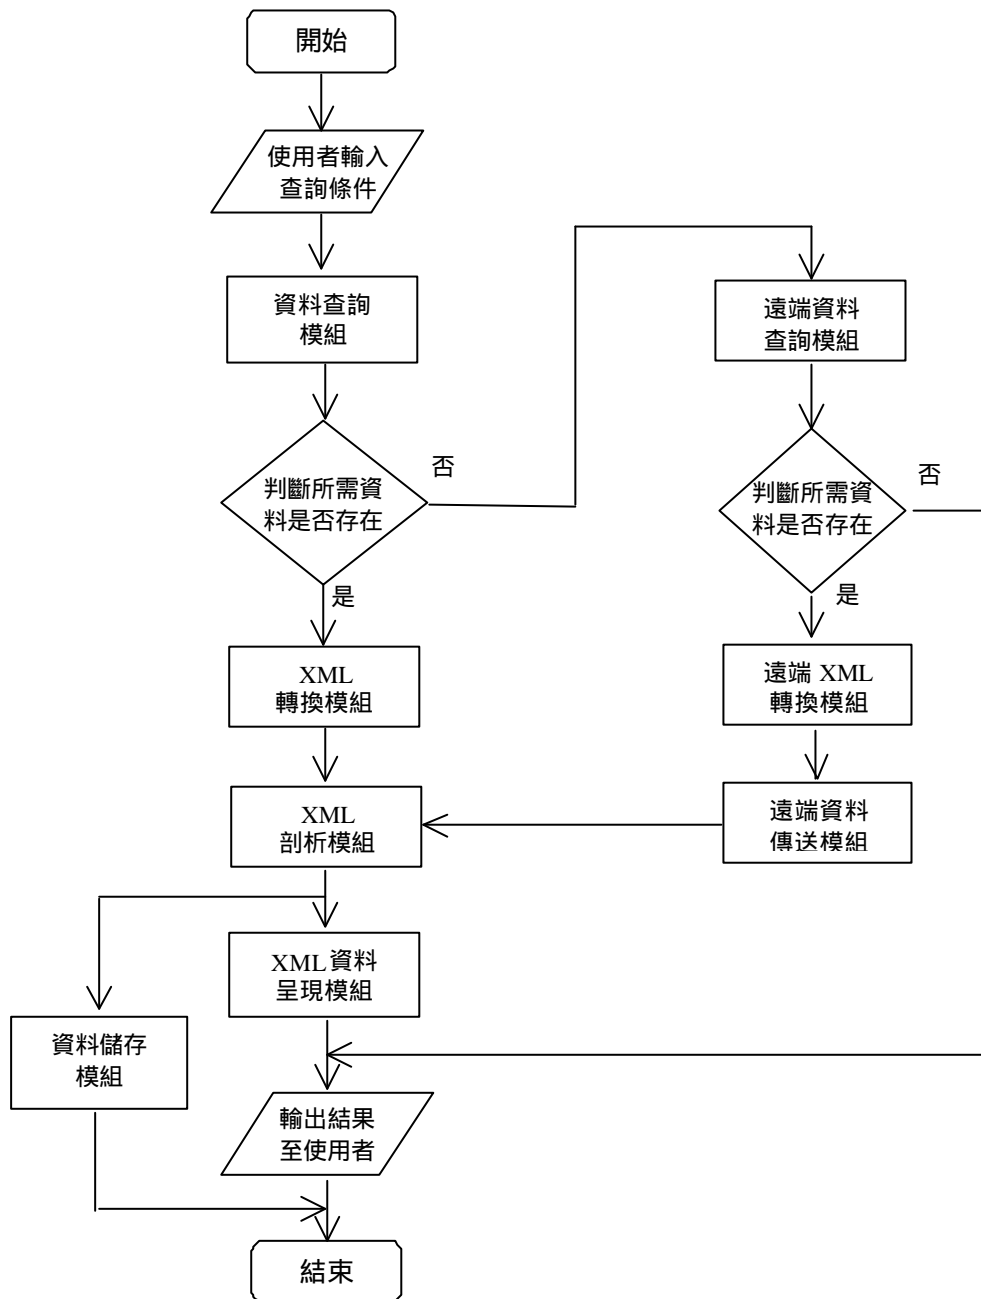 開始
使用者輸入
查詢條件
資料查詢
模組
判斷所需資
料是否存在
否
是
XML
轉換模組
XML
剖析模組
XML資料
呈現模組
資料儲存
模組
輸出結果
至使用者
結束
遠端資料
查詢模組
判斷所需資
料是否存在
否
是
遠端 XML
轉換模組
遠端資料
傳送模組